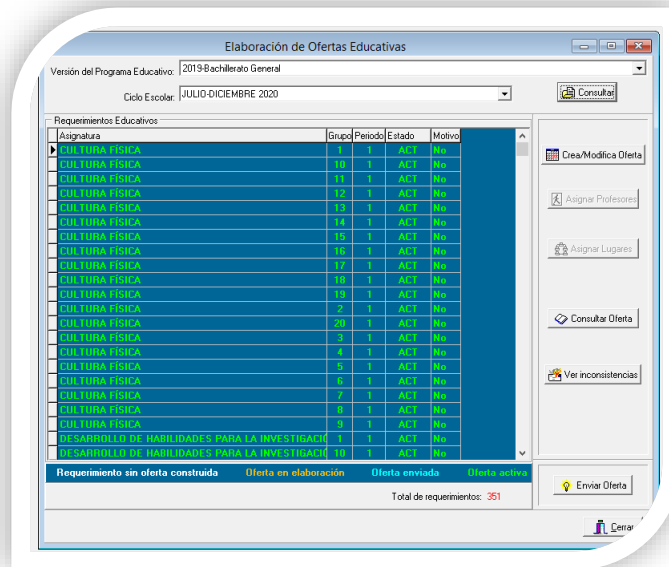 Elaboración de Ofertas Educativas
Versión del Programa Educativo: 2019-Bachillerato General
Ciclo Escolar: JULIO-DICIEMBRE 2020
Consultar
Requerimientos Educativos
Asignatura Grupo Periodo Estado Motivo
CULTURA FÍSICA 1 1 ACT No
CULTURA FÍSICA 10 1 ACT No
CULTURA FÍSICA 11 1 ACT No
CULTURA FÍSICA 12 1 ACT No
CULTURA FÍSICA 13 1 ACT No
CULTURA FÍSICA 14 1 ACT No
CULTURA FÍSICA 15 1 ACT No
CULTURA FÍSICA 16 1 ACT No
CULTURA FÍSICA 17 1 ACT No
CULTURA FÍSICA 18 1 ACT No
CULTURA FÍSICA 19 1 ACT No
CULTURA FÍSICA 2 1 ACT No
CULTURA FÍSICA 20 1 ACT No
CULTURA FÍSICA 3 1 ACT No
CULTURA FÍSICA 4 1 ACT No
CULTURA FÍSICA 5 1 ACT No
CULTURA FÍSICA 6 1 ACT No
CULTURA FÍSICA 7 1 ACT No
CULTURA FÍSICA 8 1 ACT No
CULTURA FÍSICA 9 1 ACT No
DESARROLLO DE HABILIDADES PARA LA INVESTIGACIÓ 1 1 ACT No
DESARROLLO DE HABILIDADES PARA LA INVESTIGACIÓ 10 1 ACT No
Requerimiento sin oferta construida Oferta en elaboración Oferta enviada Oferta activa
Total de requerimientos: 351
Crea/Modifica Oferta
Asignar Profesores
Asignar Lugares
Consultar Oferta
Ver inconsistencias
Enviar Oferta
Cerrar